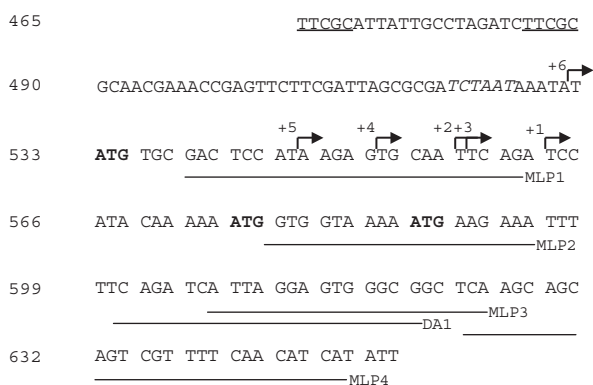 465 TTCGCATTATTGCCTAGATCTTCGC
+6
490 GCAACGAAACCGAGTTCTTCGATTAGCGCGATCTAATAAATAT
+5 +4 +2+3 +1
533 ATG TGC GAC TCC ATA AGA GTG CAA TTC AGA TCC
MLP1
566 ATA CAA AAA ATG GTG GTA AAA ATG AAG AAA TTT
MLP2
599 TTC AGA TCA TTA GGA GTG GGC GGC TCA AGC AGC
MLP3
DA1
632 AGT CGT TTT CAA CAT CAT ATT
MLP4